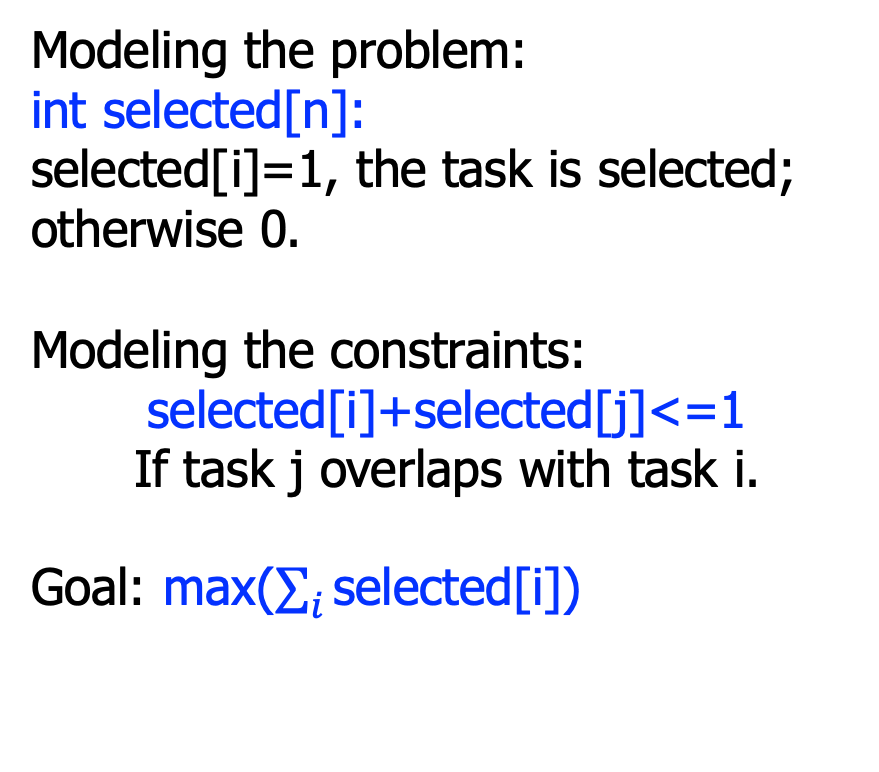 Modeling the problem:
int selected[n]:
selected[i]=1, the task is selected;
otherwise 0.
Modeling the constraints:
selected[i]+selected[j]<=1
If task j overlaps with task i.
Goal: max(∑ᵢ selected[i])